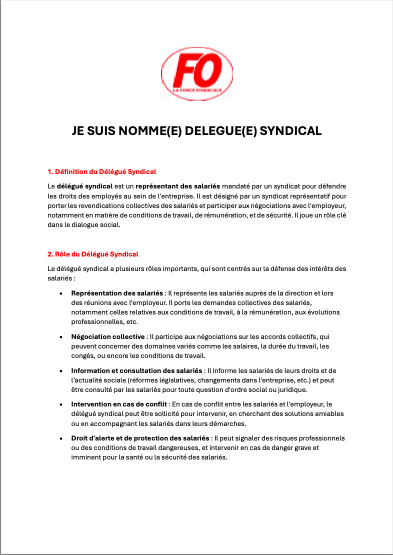 FO
LA FORCE SYNDICALE
JE SUIS NOMME(E) DELEGUE(E) SYNDICAL
1. Définition du Délégué Syndical
Le délégué syndical est un représentant des salariés mandaté par un syndicat pour défendre
les droits des employés au sein de l'entreprise. Il est désigné par un syndicat représentatif pour
porter les revendications collectives des salariés et participer aux négociations avec l'employeur,
notamment en matière de conditions de travail, de rémunération, et de sécurité. Il joue un rôle clé
dans le dialogue social.
2. Rôle du Délégué Syndical
Le délégué syndical a plusieurs rôles importants, qui sont centrés sur la défense des intérêts des
salariés :
• Représentation des salariés : Il représente les salariés auprès de la direction et lors
des réunions avec l'employeur. Il porte les demandes collectives des salariés,
notamment celles relatives aux conditions de travail, à la rémunération, aux évolutions
professionnelles, etc.
• Négociation collective : Il participe aux négociations sur les accords collectifs, qui
peuvent concerner des domaines variés comme les salaires, la durée du travail, les
congés, ou encore les conditions de travail.
• Information et consultation des salariés : Il informe les salariés de leurs droits et de
l'actualité sociale (réformes législatives, changements dans l'entreprise, etc.) et peut
être consulté par les salariés pour toute question d'ordre social ou juridique.
• Intervention en cas de conflit : En cas de conflit entre les salariés et l'employeur, le
délégué syndical peut être sollicité pour intervenir, en cherchant des solutions amiables
ou en accompagnant les salariés dans leurs démarches.
• Droit d'alerte et de protection des salariés : Il peut signaler des risques professionnels
ou des conditions de travail dangereuses, et intervenir en cas de danger grave et
imminent pour la santé ou la sécurité des salariés.